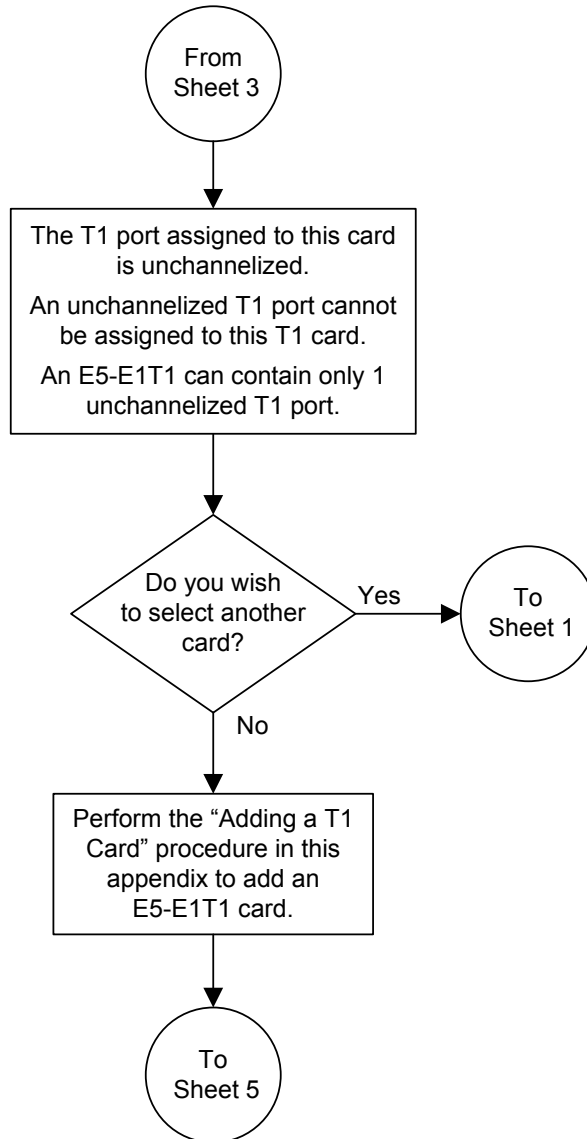 From
Sheet 3
The T1 port assigned to this card
is unchannelized.
An unchannelized T1 port cannot
be assigned to this T1 card.
An E5-E1T1 can contain only 1
unchannelized T1 port.
Do you wish
to select another
card?
Yes
To
Sheet 1
No
Perform the “Adding a T1
Card” procedure in this
appendix to add an
E5-E1T1 card.
To
Sheet 5